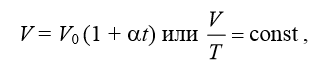 V = V₀ (1 + αt) или V/T = const ,